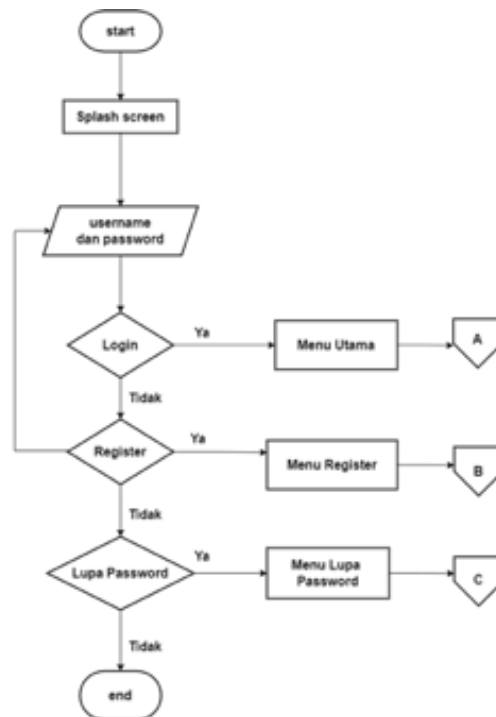 start
Splash screen
username
dan password
Login
Ya
Menu Utama
A
Tidak
Register
Ya
Menu Register
B
Tidak
Lupa Password
Ya
Menu Lupa
Password
C
Tidak
end